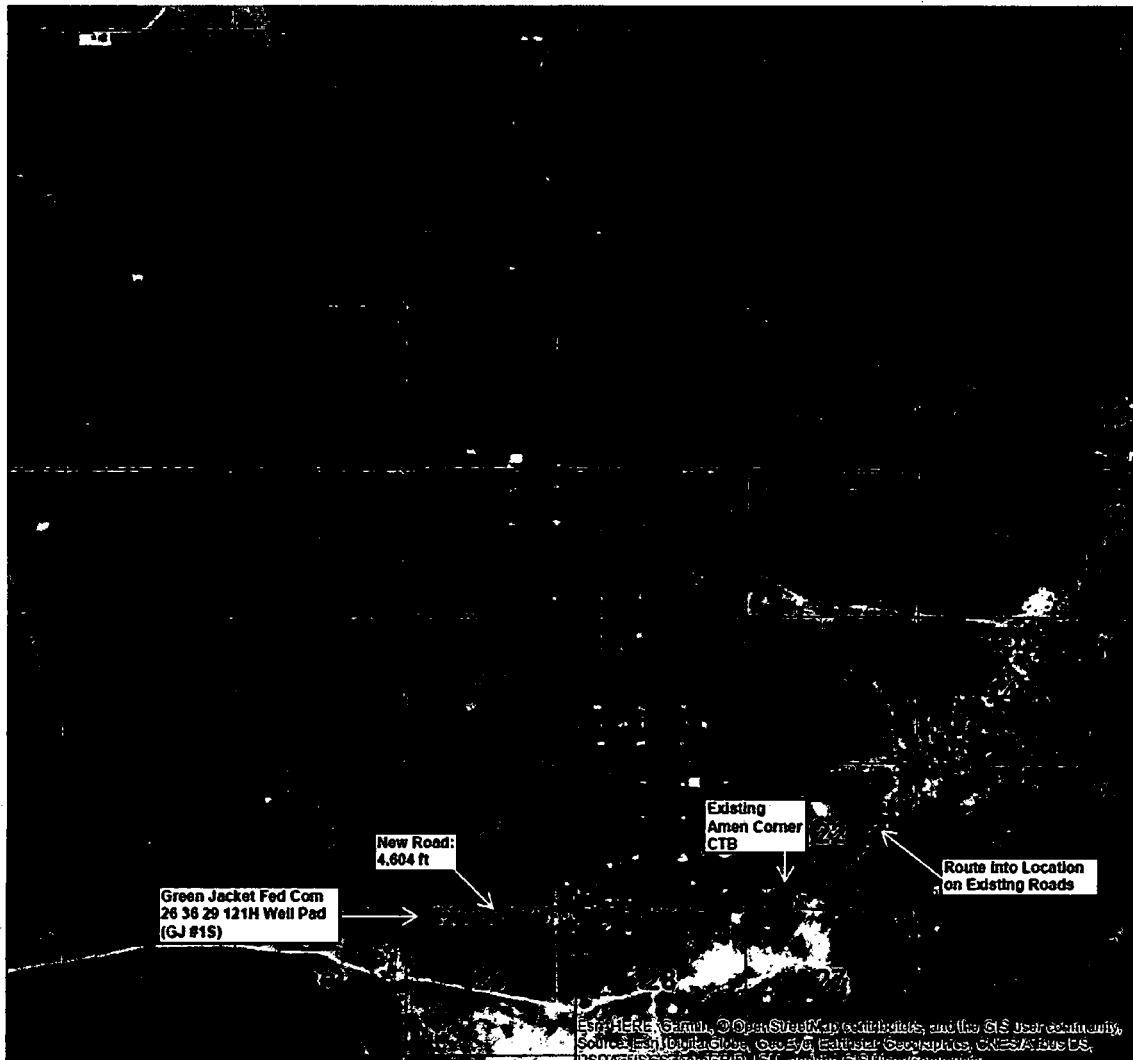 Existing
Amen Corner
CTB
22
New Road:
4,604 ft
Route into Location
on Existing Roads
Green Jacket Fed Com
26 36 29 121H Well Pad
(GJ #1S)
Esri, HERE, Garmin, © OpenStreetMap contributors, and the GIS user community,
Source: Esri, DigitalGlobe, GeoEye, Earthstar Geographics, CNES/Airbus DS,